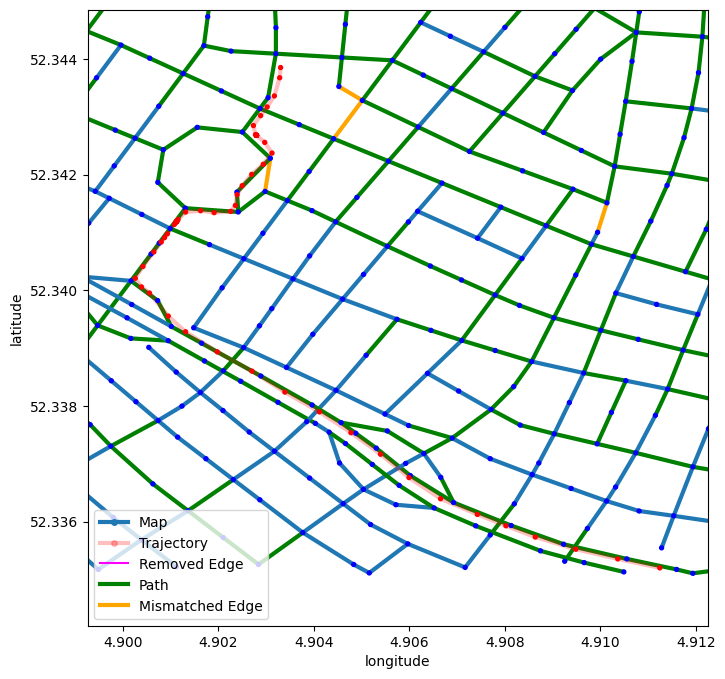 52.344
52.342
52.340
52.338
52.336
latitude
Map
Trajectory
Removed Edge
Path
Mismatched Edge
4.900 4.902 4.904 4.906 4.908 4.910 4.912
longitude